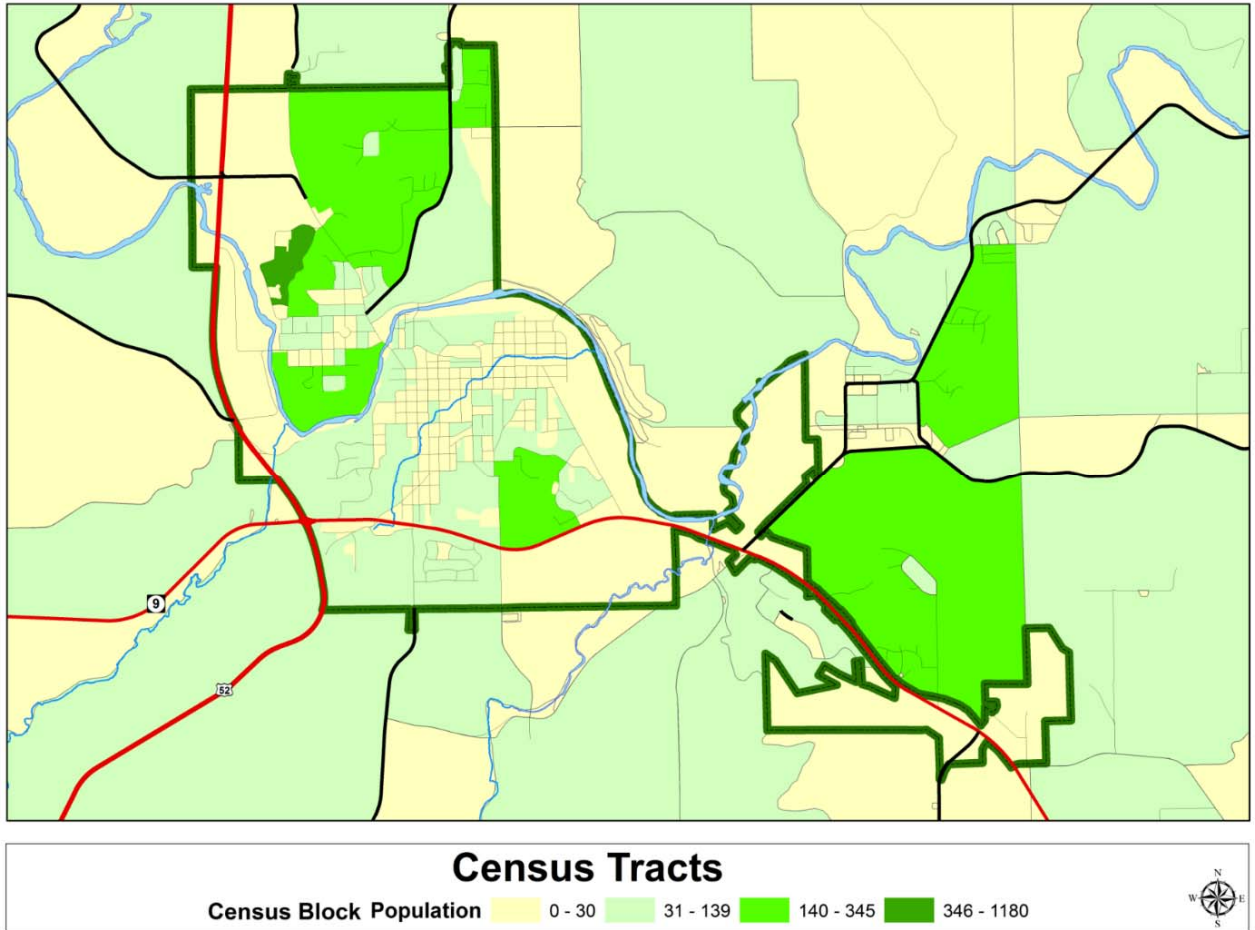 9
52
Census Tracts
Census Block Population 0 - 30 31 - 139 140 - 345 346 - 1180
N
W E
S